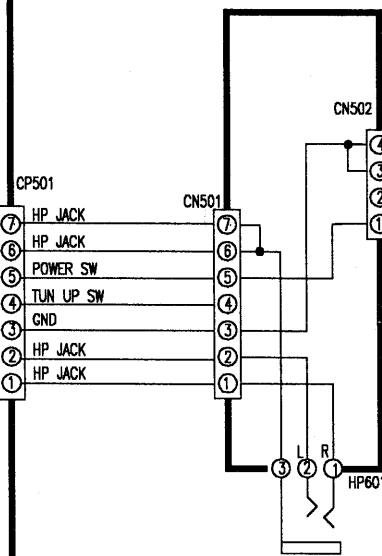 CN502
4
3
2
1
CP501
CN501
7 HP JACK 7
6 HP JACK 6
5 POWER SW 5
4 TUN UP SW 4
3 GND 3
2 HP JACK 2
1 HP JACK 1
L R
3 2 1
HP601